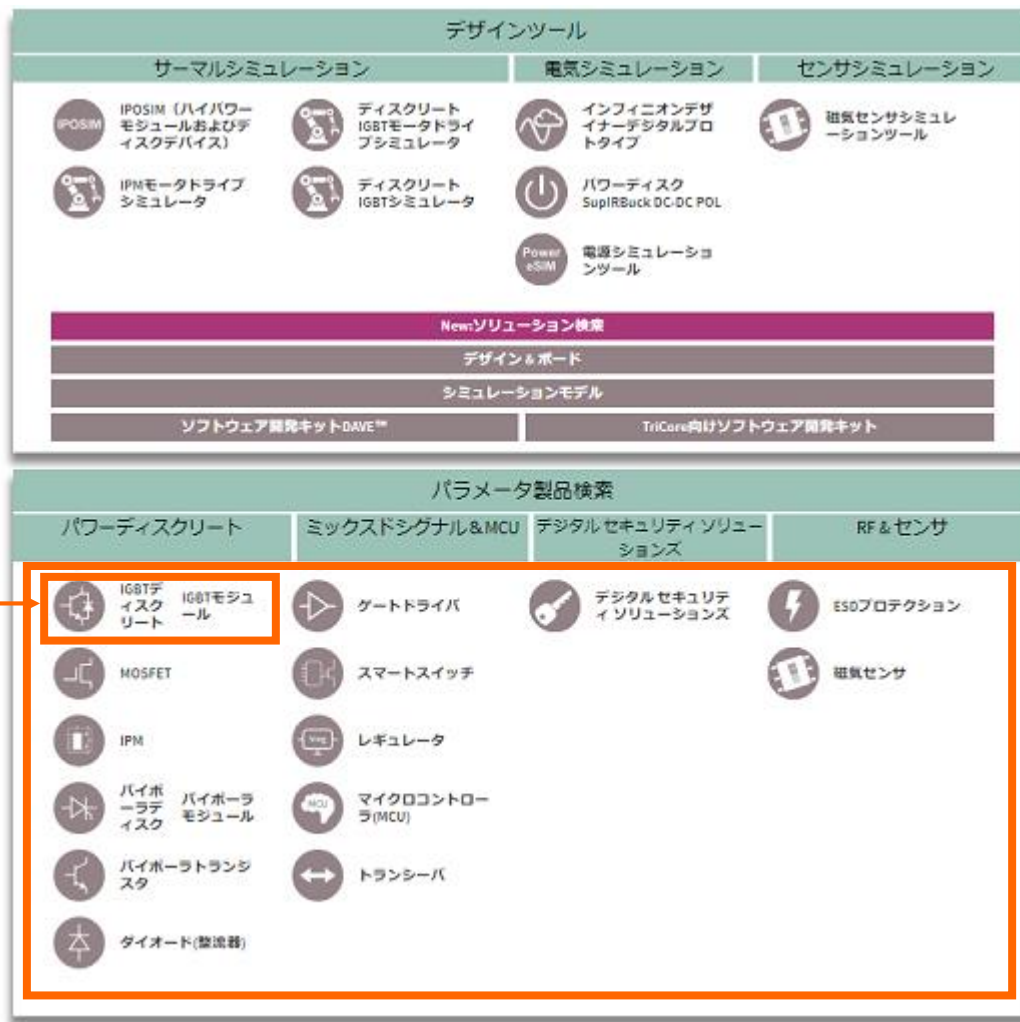 デザインツール
サーマルシミュレーション
電気シミュレーション
センサシミュレーション
IPOSIM
IPOSIM（ハイパワー
モジュールおよびデ
ィスクデバイス）
ディスクリート
IGBTモータドライ
ブシミュレータ
インフィニオンデザ
イナーデジタルプロ
トタイプ
磁気センサシミュレ
ーションツール
IPMモータドライブ
シミュレータ
ディスクリート
IGBTシミュレータ
パワーディスク
SupIRBuck DC-DC POL
Power
eSIM
電源シミュレーショ
ンツール
New:ソリューション検索
デザイン＆ボード
シミュレーションモデル
ソフトウェア開発キットDAVE™
TriCore向けソフトウェア開発キット
パラメータ製品検索
パワーディスクリート
ミックスドシグナル＆MCU
デジタル セキュリティ ソリュー
ションズ
RF＆センサ
IGBTデ
ィスク
リート
IGBTモジュ
ール
ゲートドライバ
デジタル セキュリテ
ィ ソリューションズ
ESDプロテクション
MOSFET
スマートスイッチ
磁気センサ
IPM
Vreg
レギュレータ
バイポ
ーラデ
ィスク
バイポーラ
モジュール
MCU
マイクロコントロー
ラ(MCU)
バイポーラトランジ
スタ
トランシーバ
ダイオード(整流器)